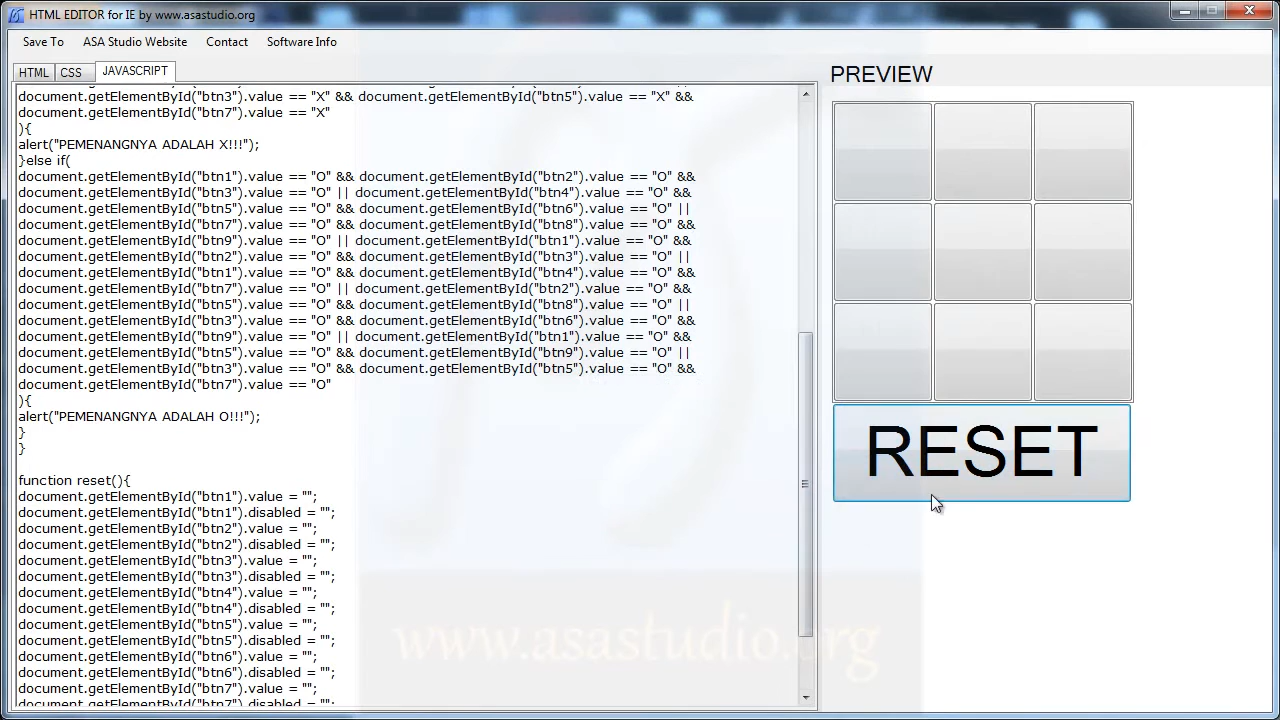 HTML EDITOR for IE by www.asastudio.org
Save To ASA Studio Website Contact Software Info
HTML CSS JAVASCRIPT
PREVIEW
document.getElementById("btn3").value == "X" && document.getElementById("btn5").value == "X" &&
document.getElementById("btn7").value == "X"
){
alert("PEMENANGNYA ADALAH X!!!");
}else if(
document.getElementById("btn1").value == "O" && document.getElementById("btn2").value == "O" &&
document.getElementById("btn3").value == "O" || document.getElementById("btn4").value == "O" &&
document.getElementById("btn5").value == "O" && document.getElementById("btn6").value == "O" ||
document.getElementById("btn7").value == "O" && document.getElementById("btn8").value == "O" &&
document.getElementById("btn9").value == "O" || document.getElementById("btn1").value == "O" &&
document.getElementById("btn2").value == "O" && document.getElementById("btn3").value == "O" ||
document.getElementById("btn1").value == "O" && document.getElementById("btn4").value == "O" &&
document.getElementById("btn7").value == "O" || document.getElementById("btn2").value == "O" &&
document.getElementById("btn5").value == "O" && document.getElementById("btn8").value == "O" ||
document.getElementById("btn3").value == "O" && document.getElementById("btn6").value == "O" &&
document.getElementById("btn9").value == "O" || document.getElementById("btn1").value == "O" &&
document.getElementById("btn5").value == "O" && document.getElementById("btn9").value == "O" ||
document.getElementById("btn3").value == "O" && document.getElementById("btn5").value == "O" &&
document.getElementById("btn7").value == "O"
){
alert("PEMENANGNYA ADALAH O!!!");
}
}
function reset(){
document.getElementById("btn1").value = "";
document.getElementById("btn1").disabled = "";
document.getElementById("btn2").value = "";
document.getElementById("btn2").disabled = "";
document.getElementById("btn3").value = "";
document.getElementById("btn3").disabled = "";
document.getElementById("btn4").value = "";
document.getElementById("btn4").disabled = "";
document.getElementById("btn5").value = "";
document.getElementById("btn5").disabled = "";
document.getElementById("btn6").value = "";
document.getElementById("btn6").disabled = "";
document.getElementById("btn7").value = "";
document.getElementById("btn7").disabled = "";
RESET
www.asastudio.org